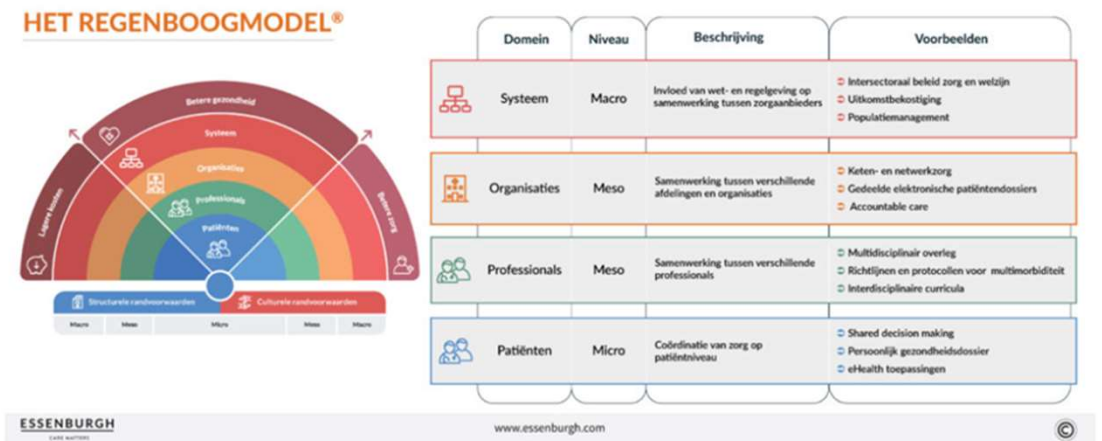 HET REGENBOOGMODEL®
Betere gezondheid
Systeem
Organisaties
Professionals
Patiënten
Lagere kosten
Betere zorg
Structurele randvoorwaarden
Culturele randvoorwaarden
Macro
Meso
Micro
Meso
Macro
Domein
Niveau
Beschrijving
Voorbeelden
Systeem
Macro
Invloed van wet- en regelgeving op
samenwerking tussen zorgaanbieders
Intersectoraal beleid zorg en welzijn
Uitkomstbekostiging
Populatiemanagement
Organisaties
Meso
Samenwerking tussen verschillende
afdelingen en organisaties
Keten- en netwerkzorg
Gedeelde elektronische patiëntendossiers
Accountable care
Professionals
Meso
Samenwerking tussen verschillende
professionals
Multidisciplinair overleg
Richtlijnen en protocollen voor multimorbiditeit
Interdisciplinaire curricula
Patiënten
Micro
Coördinatie van zorg op
patiëntniveau
Shared decision making
Persoonlijk gezondheidsdossier
eHealth toepassingen
ESSENBURGH
CARE MATTERS
www.essenburgh.com
©